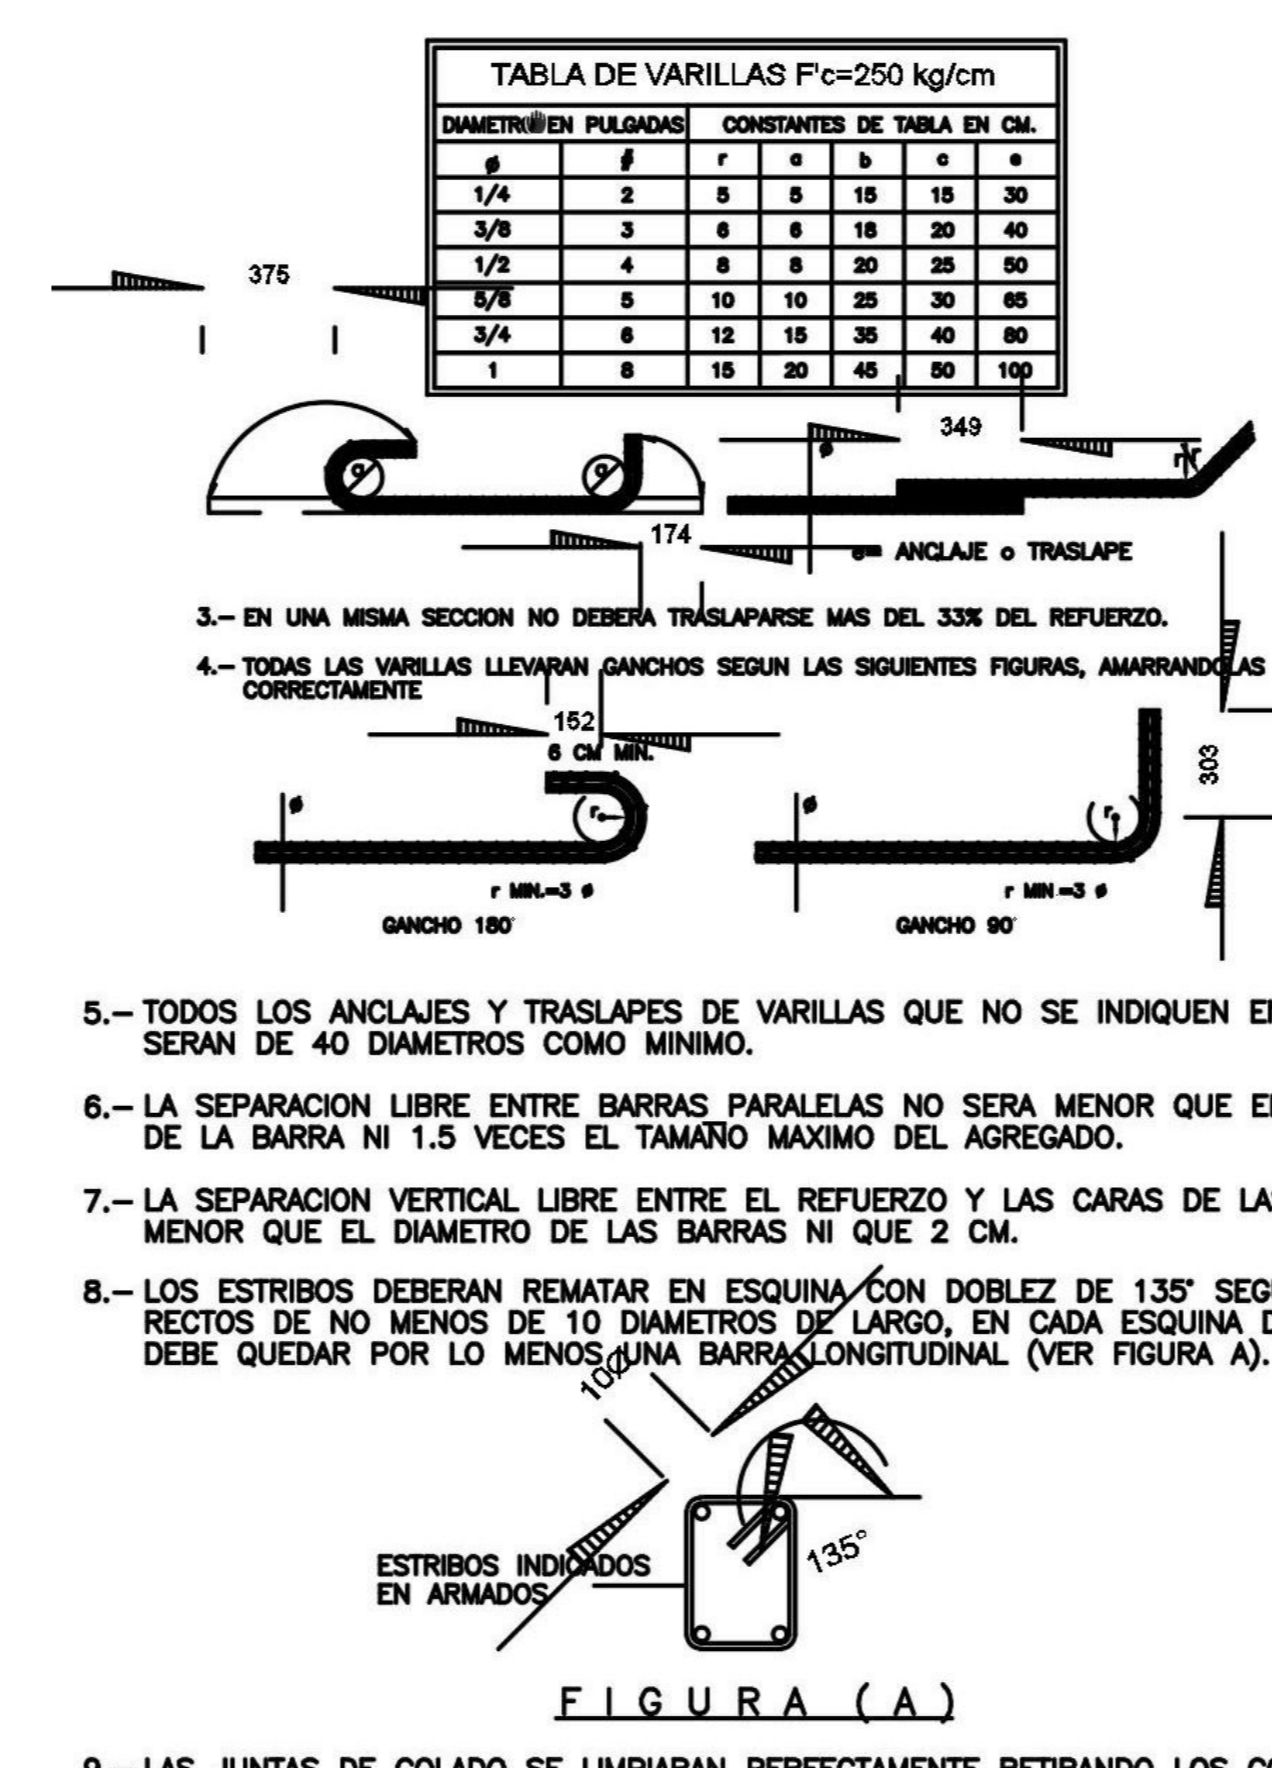 TABLA DE VARILLAS F'c=250 kg/cm
DIAMETRO EN PULGADAS CONSTANTES DE TABLA EN CM.
ø # r a b c e
1/4 2 5 5 15 15 30
3/8 3 6 6 18 20 40
1/2 4 8 8 20 25 50
5/8 5 10 10 25 30 65
3/4 6 12 15 35 40 80
1 8 15 20 45 50 100
375
349
a a ø r r
174
e= ANCLAJE o TRASLAPE
3.- EN UNA MISMA SECCION NO DEBERA TRASLAPARSE MAS DEL 33% DEL REFUERZO.
4.- TODAS LAS VARILLAS LLEVARAN GANCHOS SEGUN LAS SIGUIENTES FIGURAS, AMARRANDOLAS
CORRECTAMENTE
152
6 CM MIN.
303
ø r ø r
r MIN.=3 ø r MIN=3 ø
GANCHO 180° GANCHO 90°
5.- TODOS LOS ANCLAJES Y TRASLAPES DE VARILLAS QUE NO SE INDIQUEN
SERAN DE 40 DIAMETROS COMO MINIMO.
6.- LA SEPARACION LIBRE ENTRE BARRAS PARALELAS NO SERA MENOR QUE
DE LA BARRA NI 1.5 VECES EL TAMAÑO MAXIMO DEL AGREGADO.
7.- LA SEPARACION VERTICAL LIBRE ENTRE EL REFUERZO Y LAS CARAS DE
MENOR QUE EL DIAMETRO DE LAS BARRAS NI QUE 2 CM.
8.- LOS ESTRIBOS DEBERAN REMATAR EN ESQUINA CON DOBLEZ DE 135°
RECTOS DE NO MENOS DE 10 DIAMETROS DE LARGO, EN CADA ESQUINA
DEBE QUEDAR POR LO MENOS UNA BARRA LONGITUDINAL (VER FIGURA A).
10Ø
135°
ESTRIBOS INDICADOS
EN ARMADOS
FIGURA (A)
9.- LAS JUNTAS DE COLADO SE LIMPIARAN PERFECTAMENTE RETIRANDO LOS